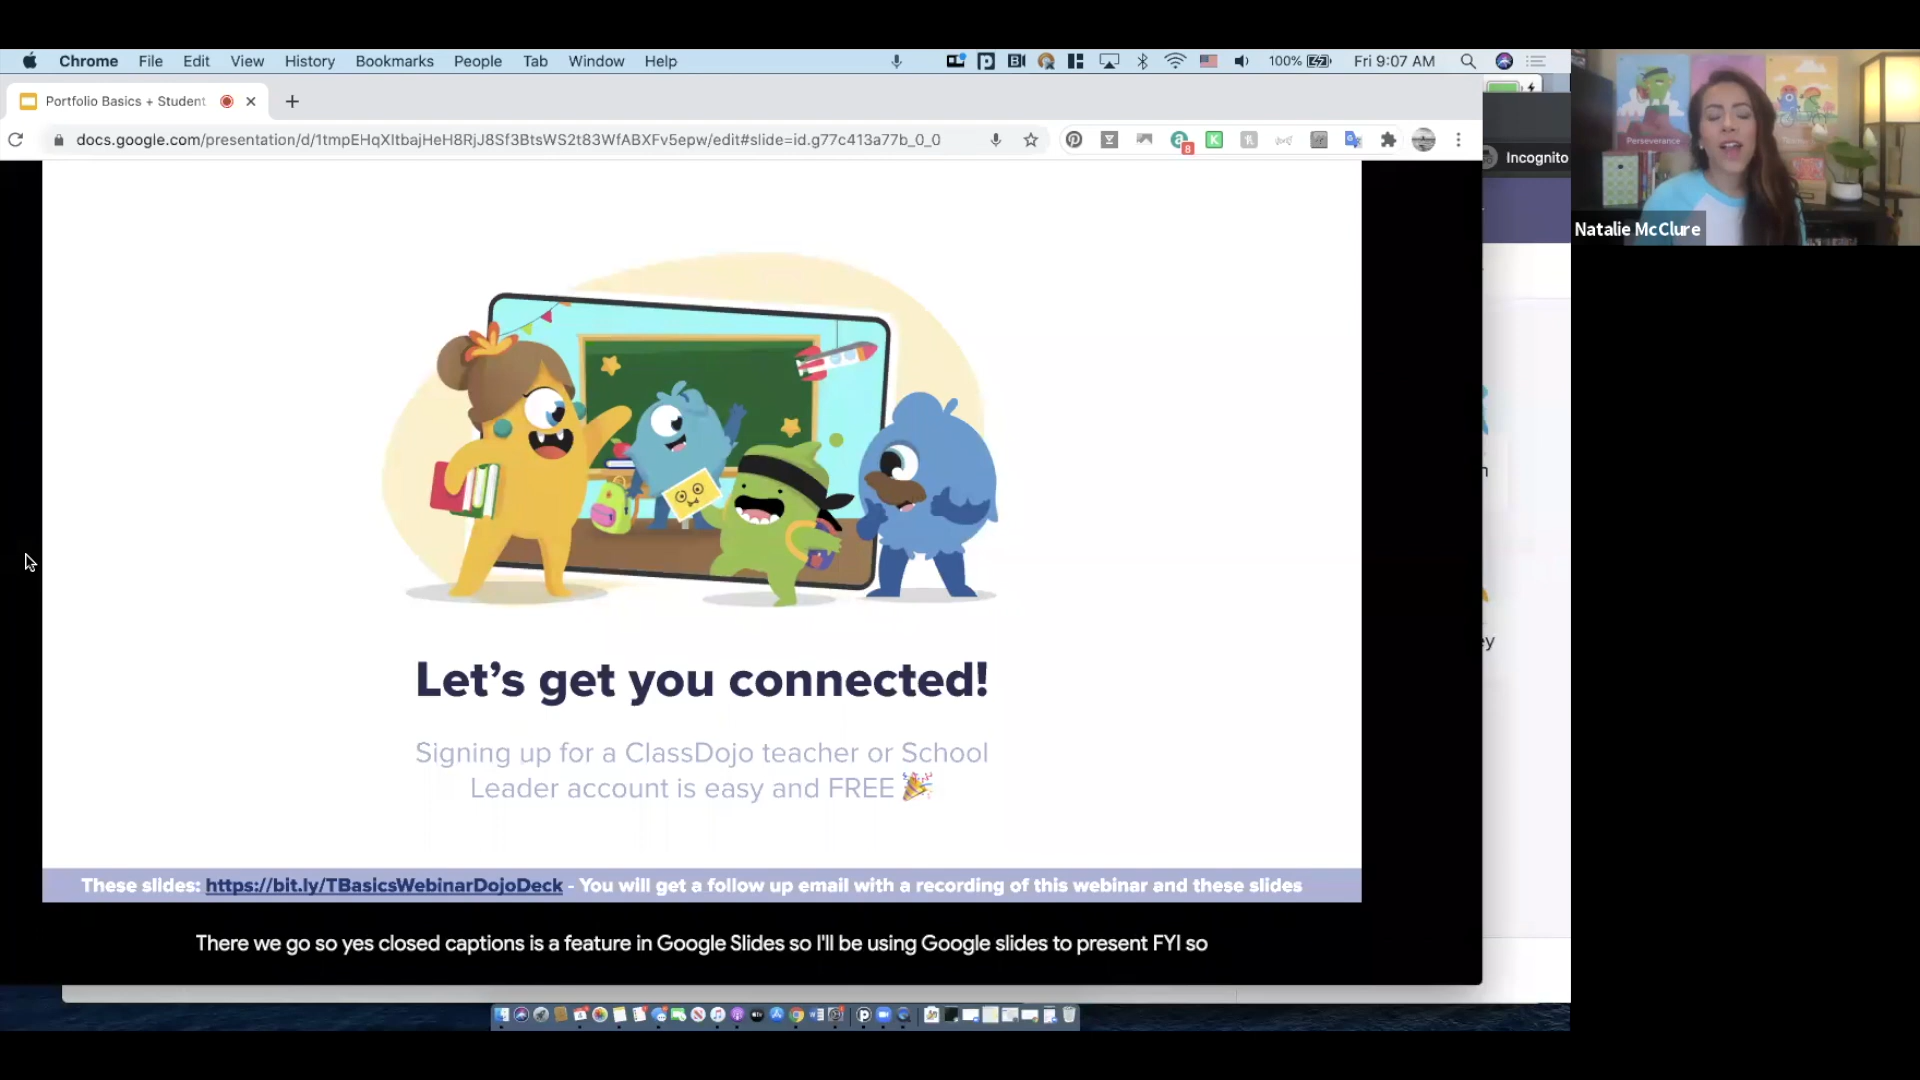 Chrome File Edit View History Bookmarks People Tab Window Help 100% Fri 9:07 AM
Portfolio Basics + Student
docs.google.com/presentation/d/1tmpEHqXItbajHeH8RjJ8Sf3BtsWS2t83WfABXFv5epw/edit#slide=id.g77c413a77b_0_0
8
Incognito
Perseverance
Natalie McClure
n
ey
Let's get you connected!
Signing up for a ClassDojo teacher or School
Leader account is easy and FREE 🎉
These slides: https://bit.ly/TBasicsWebinarDojoDeck - You will get a follow up email with a recording of this webinar and these slides
There we go so yes closed captions is a feature in Google Slides so I'll be using Google slides to present FYI so